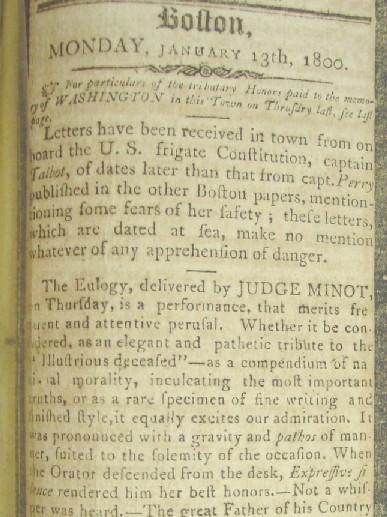 Boſton,
MONDAY, JANUARY 13th, 1800.
☞ For particulars of the tributary Honors paid to the memo-
ry of WASHINGTON in this Town on Thurſday laſt, ſee laſt
page.
Letters have been received in town from on
board the U. S. frigate Conſtitution, captain
Talbot, of dates later than that from capt. Perry
publiſhed in the other Boſton papers, mention-
tioning ſome fears of her ſafety ; theſe letters,
which are dated at ſea, make no mention
whatever of any apprehenſion of danger.
The Eulogy, delivered by JUDGE MINOT,
on Thurſday, is a performance, that merits fre
quent and attentive peruſal. Whether it be con
ſidered, as an elegant and pathetic tribute to the
“ Illuſtrious deceaſed”—as a compendium of na
tional morality, inculcating the moſt important
truths, or as a rare ſpecimen of fine writing and
finiſhed ſtyle, it equally excites our admiration. It
was pronounced with a gravity and pathos of man-
ner, ſuited to the ſolemity of the occaſion. When
the Orator deſcended from the desk, Expreſſive ſi
lence rendered him her beſt honors.—Not a whiſ-
per was heard.—The great Father of his Country